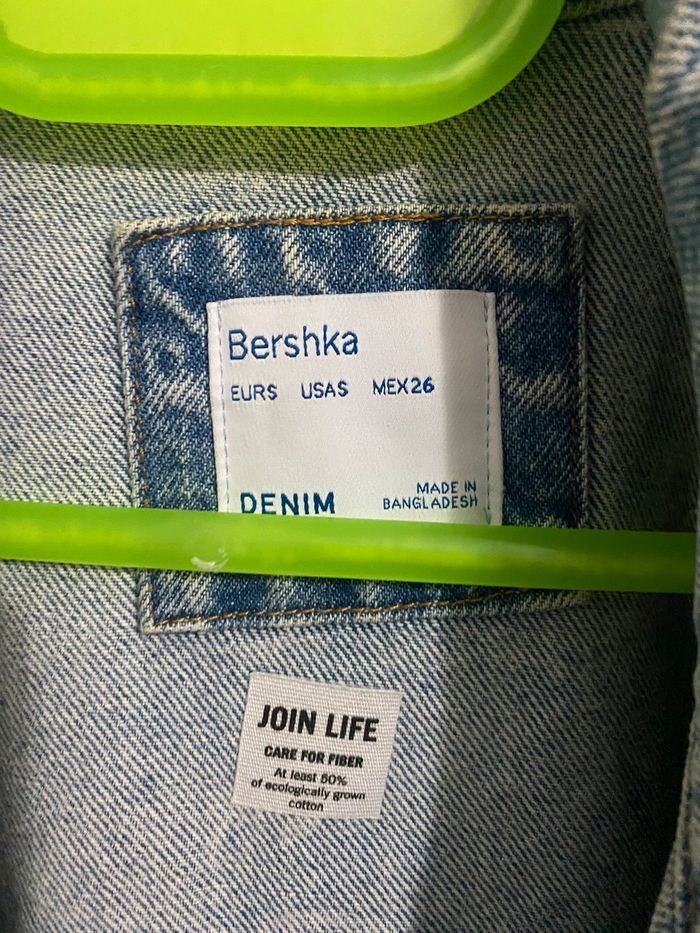 Bershka
EURS USAS MEX26
DENIM
MADE IN
BANGLADESH
JOIN LIFE
CARE FOR FIBER
At least 50%
of ecologically grown
cotton